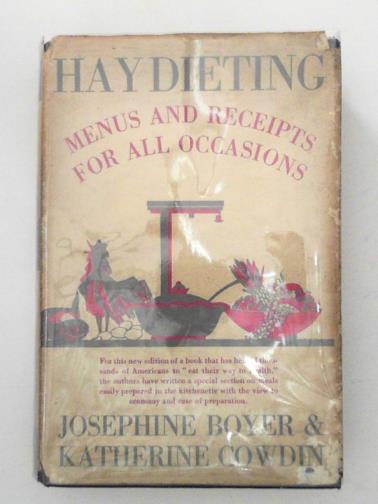 HAY DIETING
MENUS AND RECEIPTS
FOR ALL OCCASIONS
For this new edition of a book that has helped thou-
sands of Americans to "eat their way to health,"
the authors have written a special section on meals
easily prepared in the kitchenette with the view to
economy and ease of preparation.
JOSEPHINE BOYER &
KATHERINE COWDIN